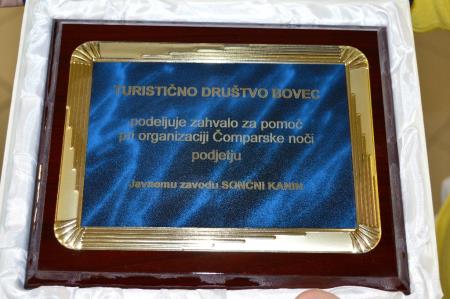 TURISTIČNO DRUŠTVO BOVEC
podeljuje zahvalo za pomoč
pri organizaciji Čomparske noči
podjetju
Javnemu zavodu SONČNI KANIN